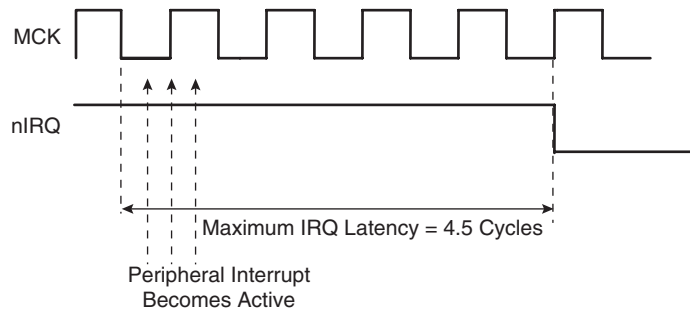 MCK
nIRQ
Maximum IRQ Latency = 4.5 Cycles
Peripheral Interrupt
Becomes Active